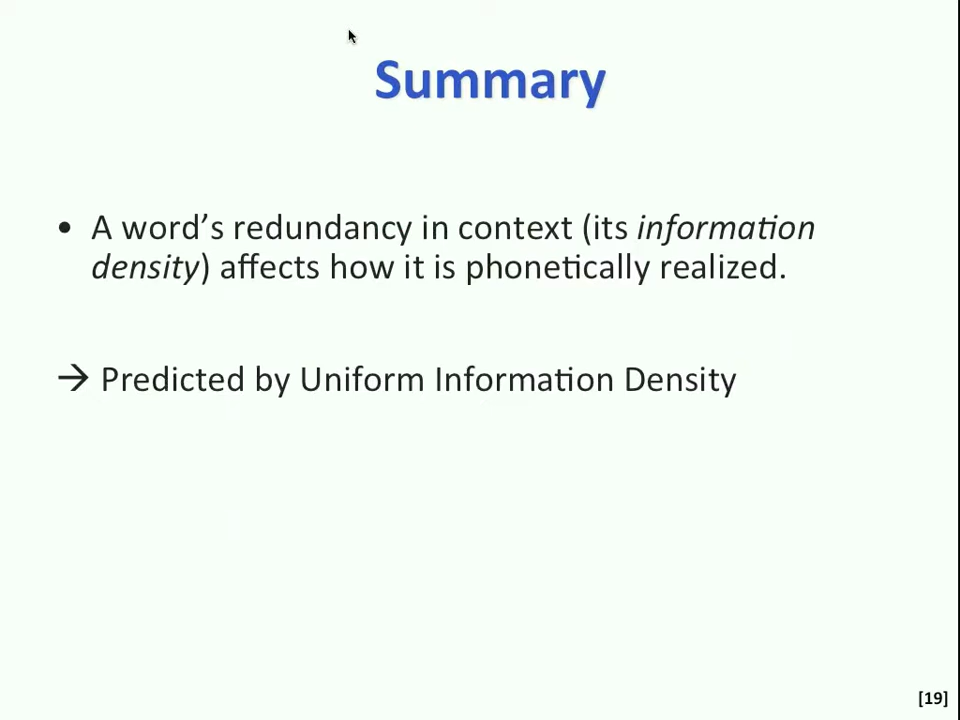 Summary
• A word’s redundancy in context (its information
density) affects how it is phonetically realized.
→ Predicted by Uniform Information Density
[19]